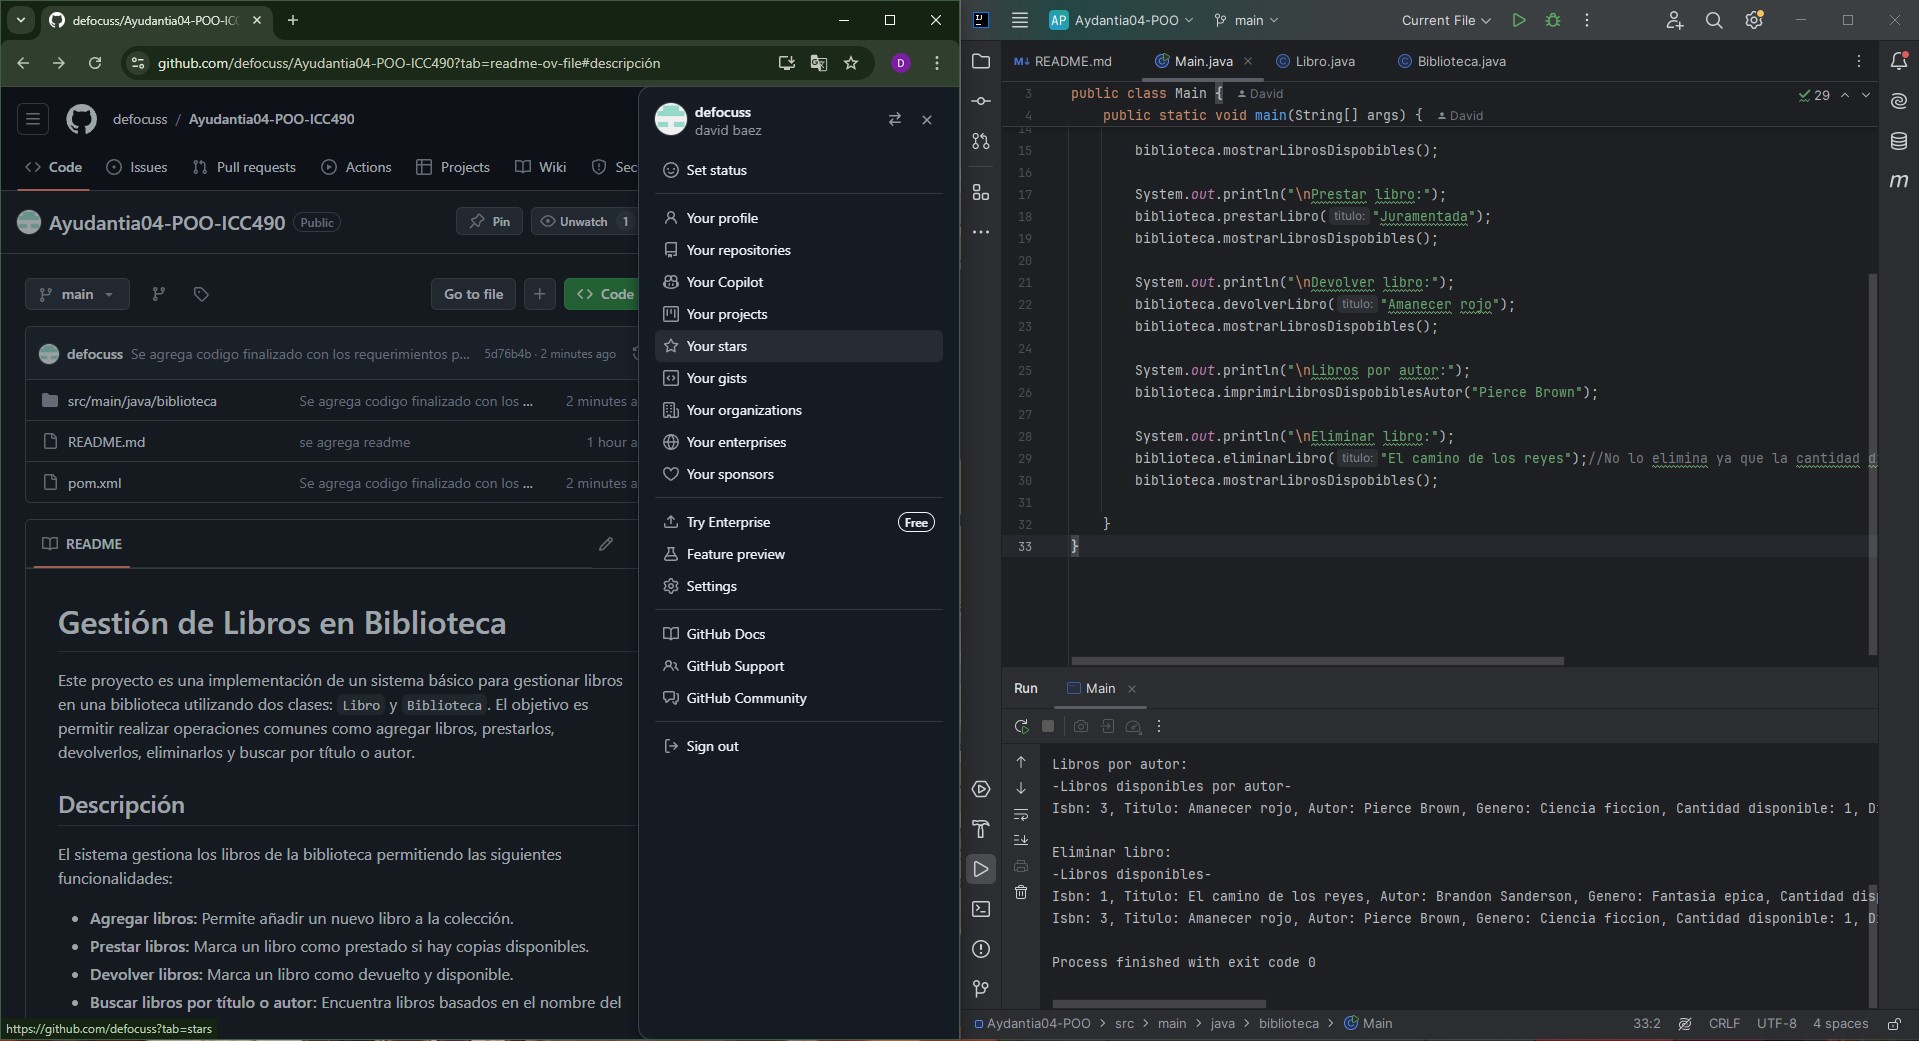 defocuss/Ayudantia04-POO-ICC
github.com/defocuss/Ayudantia04-POO-ICC490?tab=readme-ov-file#descripción
D
defocuss / Ayudantia04-POO-ICC490
Code Issues Pull requests Actions Projects Wiki Sec
Ayudantia04-POO-ICC490 Public Pin Unwatch 1
main Go to file Code
defocuss Se agrega codigo finalizado con los requerimientos p... 5d76b4b · 2 minutes ago
src/main/java/biblioteca Se agrega codigo finalizado con los ... 2 minutes a
README.md se agrega readme 1 hour a
pom.xml Se agrega codigo finalizado con los ... 2 minutes a
README
Gestión de Libros en Biblioteca
Este proyecto es una implementación de un sistema básico para gestionar libros
en una biblioteca utilizando dos clases: Libro y Biblioteca. El objetivo es
permitir realizar operaciones comunes como agregar libros, prestarlos,
devolverlos, eliminarlos y buscar por título o autor.
Descripción
El sistema gestiona los libros de la biblioteca permitiendo las siguientes
funcionalidades:
• Agregar libros: Permite añadir un nuevo libro a la colección.
• Prestar libros: Marca un libro como prestado si hay copias disponibles.
• Devolver libros: Marca un libro como devuelto y disponible.
• Buscar libros por título o autor: Encuentra libros basados en el nombre del
https://github.com/defocuss?tab=stars
defocuss
david baez
Set status
Your profile
Your repositories
Your Copilot
Your projects
Your stars
Your gists
Your organizations
Your enterprises
Your sponsors
Try Enterprise Free
Feature preview
Settings
GitHub Docs
GitHub Support
GitHub Community
Sign out
AP Aydantia04-POO main Current File
README.md Main.java Libro.java Biblioteca.java
3 public class Main { David 29
4 public static void main(String[] args) { David
14
15 biblioteca.mostrarLibrosDispobibles();
16
17 System.out.println("\nPrestar libro:");
18 biblioteca.prestarLibro( titulo: "Juramentada");
19 biblioteca.mostrarLibrosDispobibles();
20
21 System.out.println("\nDevolver libro:");
22 biblioteca.devolverLibro( titulo: "Amanecer rojo");
23 biblioteca.mostrarLibrosDispobibles();
24
25 System.out.println("\nLibros por autor:");
26 biblioteca.imprimirLibrosDispobiblesAutor("Pierce Brown");
27
28 System.out.println("\nEliminar libro:");
29 biblioteca.eliminarLibro( titulo: "El camino de los reyes");//No lo elimina ya que la cantidad d
30 biblioteca.mostrarLibrosDispobibles();
31
32 }
33 }
Run Main
Libros por autor:
-Libros disponibles por autor-
Isbn: 3, Titulo: Amanecer rojo, Autor: Pierce Brown, Genero: Ciencia ficcion, Cantidad disponible: 1, D
Eliminar libro:
-Libros disponibles-
Isbn: 1, Titulo: El camino de los reyes, Autor: Brandon Sanderson, Genero: Fantasia epica, Cantidad dis
Isbn: 3, Titulo: Amanecer rojo, Autor: Pierce Brown, Genero: Ciencia ficcion, Cantidad disponible: 1, D
Process finished with exit code 0
Aydantia04-POO > src > main > java > biblioteca > Main 33:2 CRLF UTF-8 4 spaces